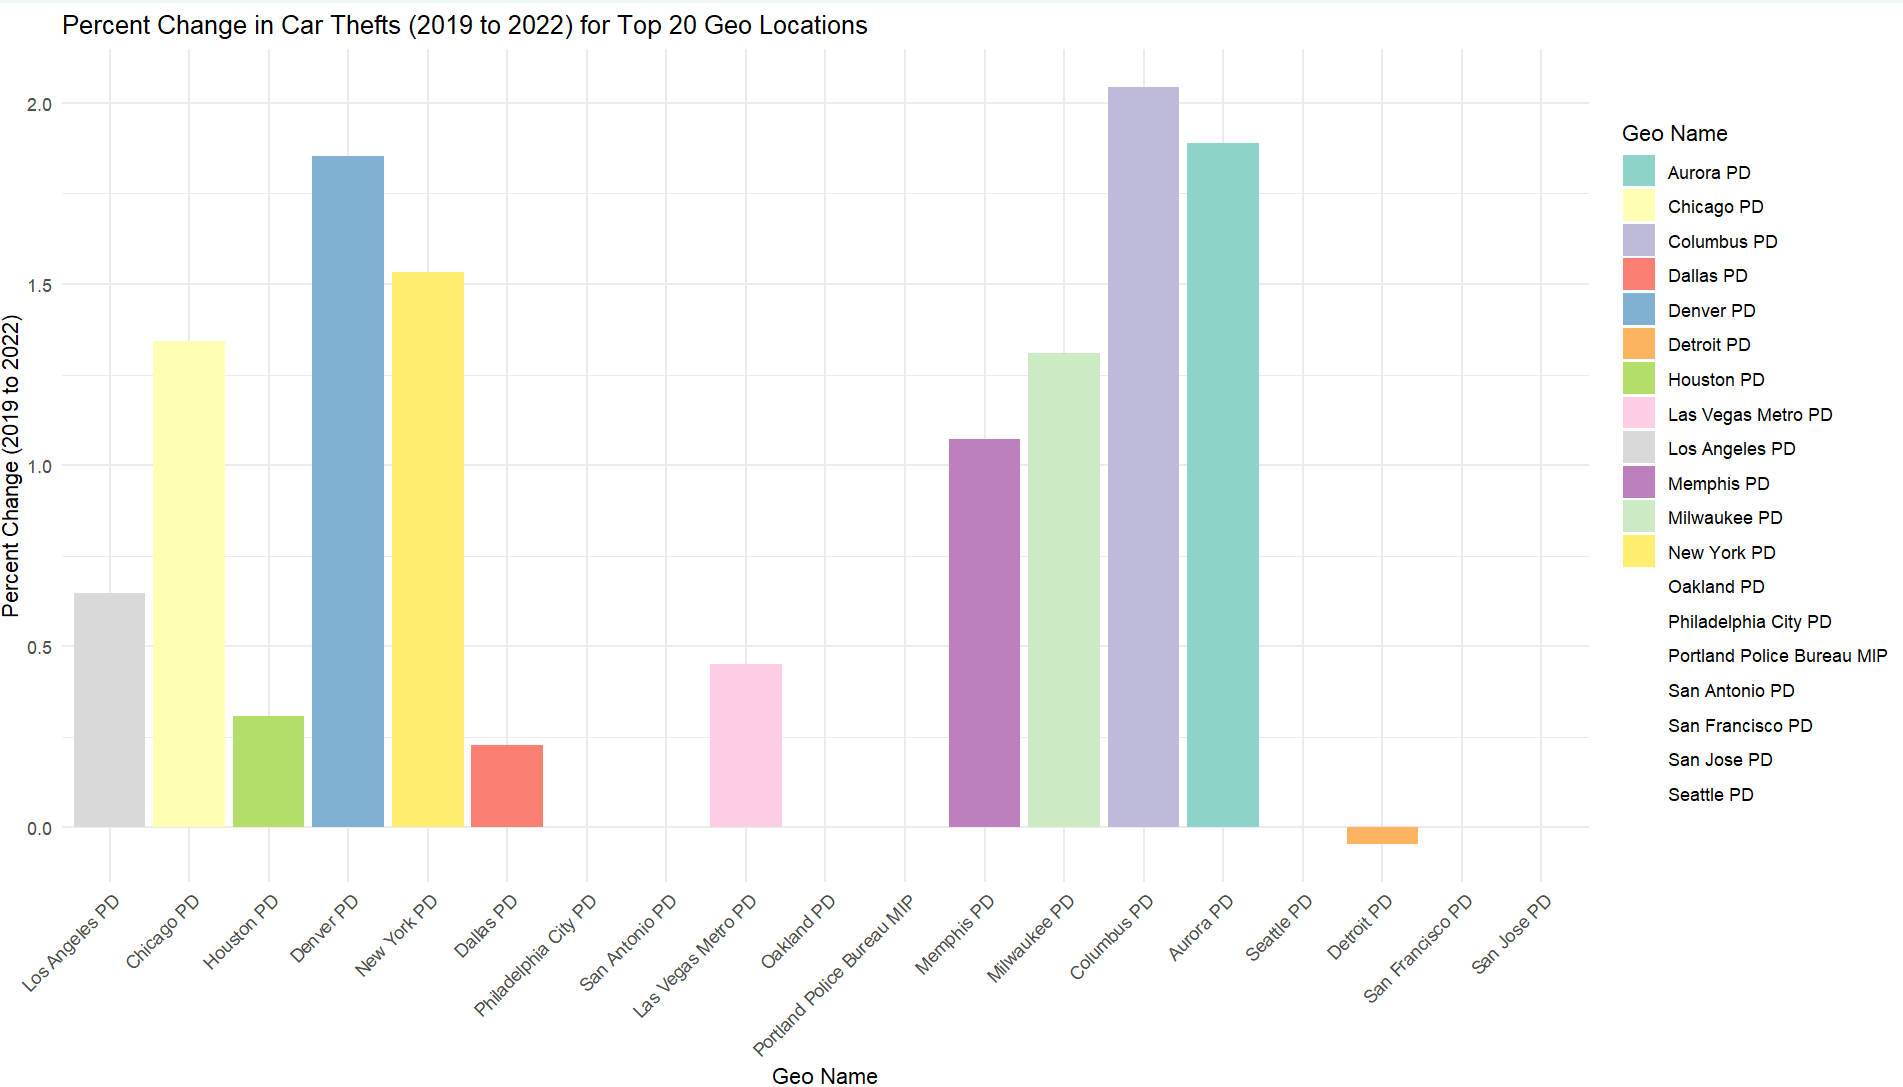 Percent Change in Car Thefts (2019 to 2022) for Top 20 Geo Locations
Percent Change (2019 to 2022)
2.0
1.5
1.0
0.5
0.0
Los Angeles PD
Chicago PD
Houston PD
Denver PD
New York PD
Dallas PD
Philadelphia City PD
San Antonio PD
Las Vegas Metro PD
Oakland PD
Portland Police Bureau MIP
Memphis PD
Milwaukee PD
Columbus PD
Aurora PD
Seattle PD
Detroit PD
San Francisco PD
San Jose PD
Geo Name
Geo Name
Aurora PD
Chicago PD
Columbus PD
Dallas PD
Denver PD
Detroit PD
Houston PD
Las Vegas Metro PD
Los Angeles PD
Memphis PD
Milwaukee PD
New York PD
Oakland PD
Philadelphia City PD
Portland Police Bureau MIP
San Antonio PD
San Francisco PD
San Jose PD
Seattle PD